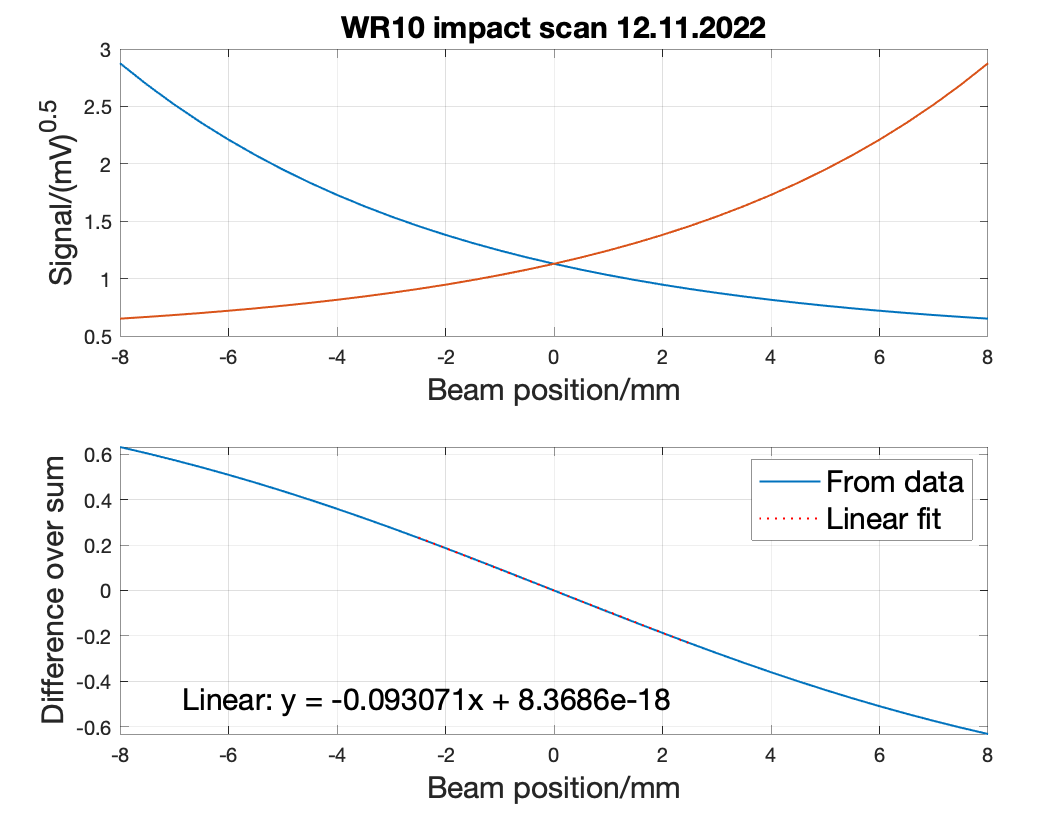 WR10 impact scan 12.11.2022
3
2.5
2
1.5
1
0.5
Signal/(mV)^0.5
-8 -6 -4 -2 0 2 4 6 8
Beam position/mm
0.6
0.4
0.2
0
-0.2
-0.4
-0.6
Difference over sum
From data
Linear fit
Linear: y = -0.093071x + 8.3686e-18
-8 -6 -4 -2 0 2 4 6 8
Beam position/mm